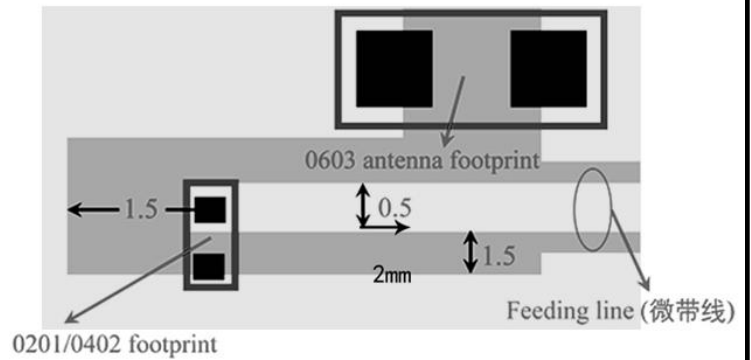 0603 antenna footprint
1.5
0.5
1.5
2mm
Feeding line (微带线)
0201/0402 footprint